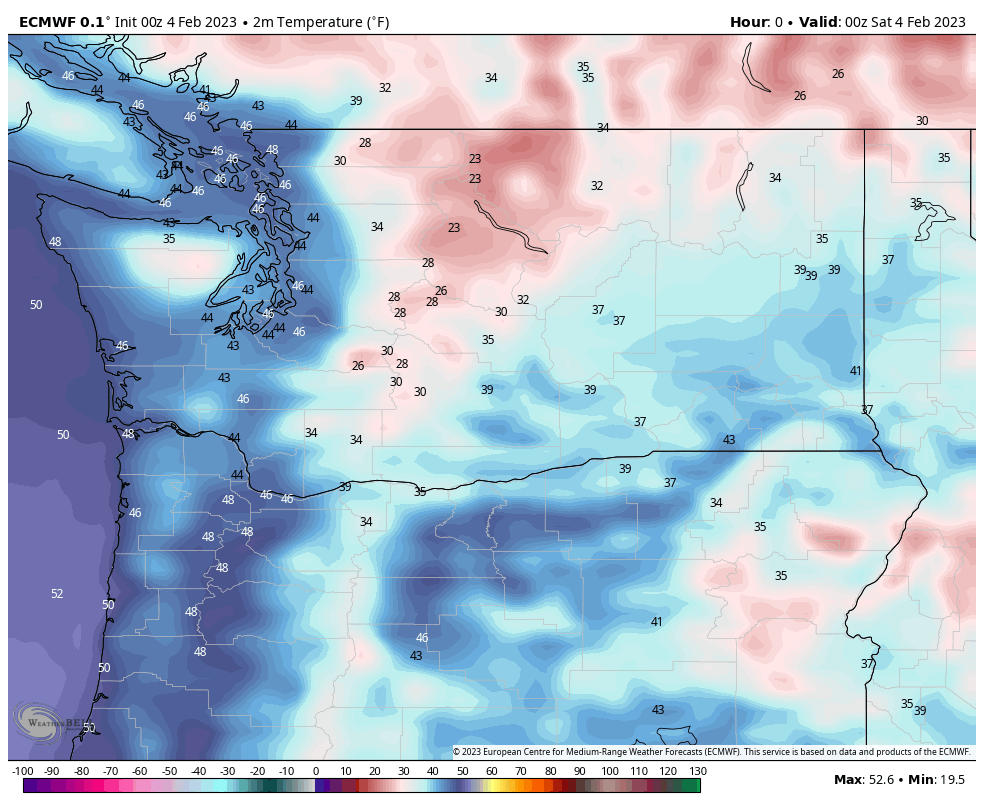 ECMWF 0.1° Init 00z 4 Feb 2023 • 2m Temperature (°F)
Hour: 0 • Valid: 00z Sat 4 Feb 2023
35
46 44 34 35 26
44 41 32 26
43 39
46 46 43
43 46 46 44 34 30
28
46 48 23 35
44 46 30
43 46 23 34
44 44 46 46 32
46 46 35
46
43 44 34 23
48 35 44 35
28 37
39 39 39
43 46 44 26
50 28 28 32
44 46 28 30 37 37
44 44 46
46 43 35
30
26 28 41
43 30
30 39 39
46
37
37
50 48 44 34 34 43
44 39
39 35 37
48 46 46
46 34 34
48 48 35
48 35
52
50 48 41
46
48 43 37
50
43 35 39
50
WEATHERBELL
© 2023 European Centre for Medium-Range Weather Forecasts (ECMWF). This service is based on data and products of the ECMWF.
-100 -90 -80 -70 -60 -50 -40 -30 -20 -10 0 10 20 30 40 50 60 70 80 90 100 110 120 130
Max: 52.6 • Min: 19.5